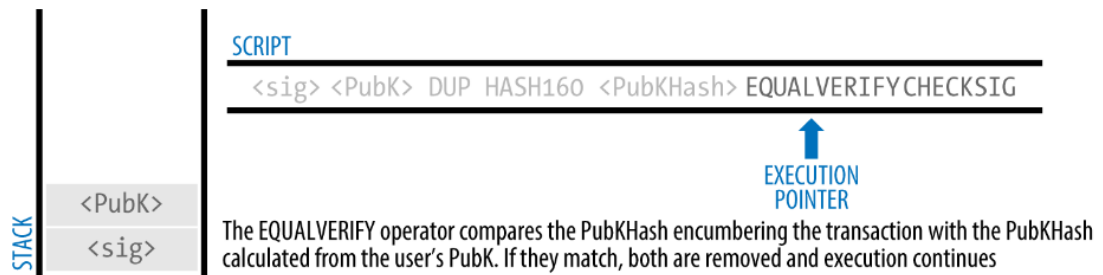 SCRIPT
<sig> <PubK> DUP HASH160 <PubKHash> EQUALVERIFY CHECKSIG
EXECUTION
POINTER
STACK
<PubK>
<sig>
The EQUALVERIFY operator compares the PubKHash encumbering the transaction with the PubKHash
calculated from the user's PubK. If they match, both are removed and execution continues